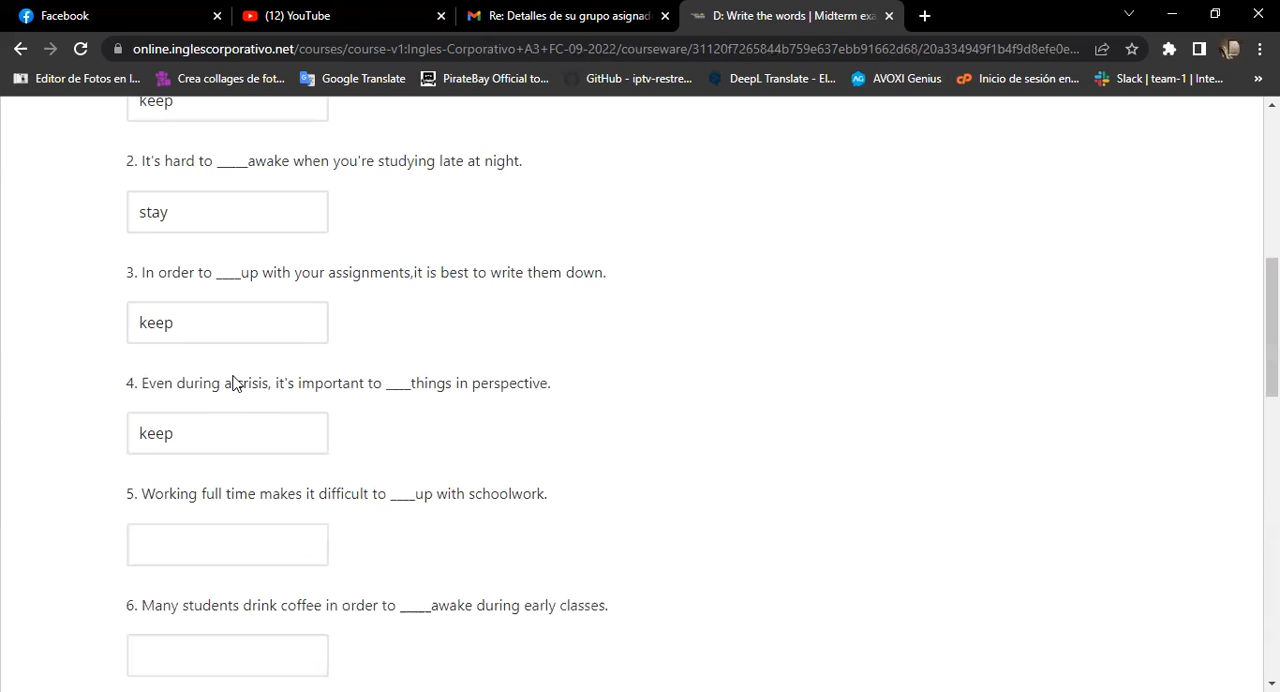 Facebook
(12) YouTube
Re: Detalles de su grupo asignad
D: Write the words | Midterm exa
online.inglescorporativo.net/courses/course-v1:Ingles-Corporativo+A3+FC-09-2022/courseware/31120f7265844b759e637ebb91662d68/20a334949f1b4f9d8efe0e...
Editor de Fotos en l...
Crea collages de fot...
Google Translate
PirateBay Official to...
GitHub - iptv-restre...
DeepL Translate - El...
AVOXI Genius
Inicio de sesión en...
Slack | team-1 | Inte...
»
keep
2. It's hard to _____awake when you're studying late at night.
stay
3. In order to ____up with your assignments,it is best to write them down.
keep
4. Even during a crisis, it's important to ____things in perspective.
keep
5. Working full time makes it difficult to ____up with schoolwork.
6. Many students drink coffee in order to _____awake during early classes.